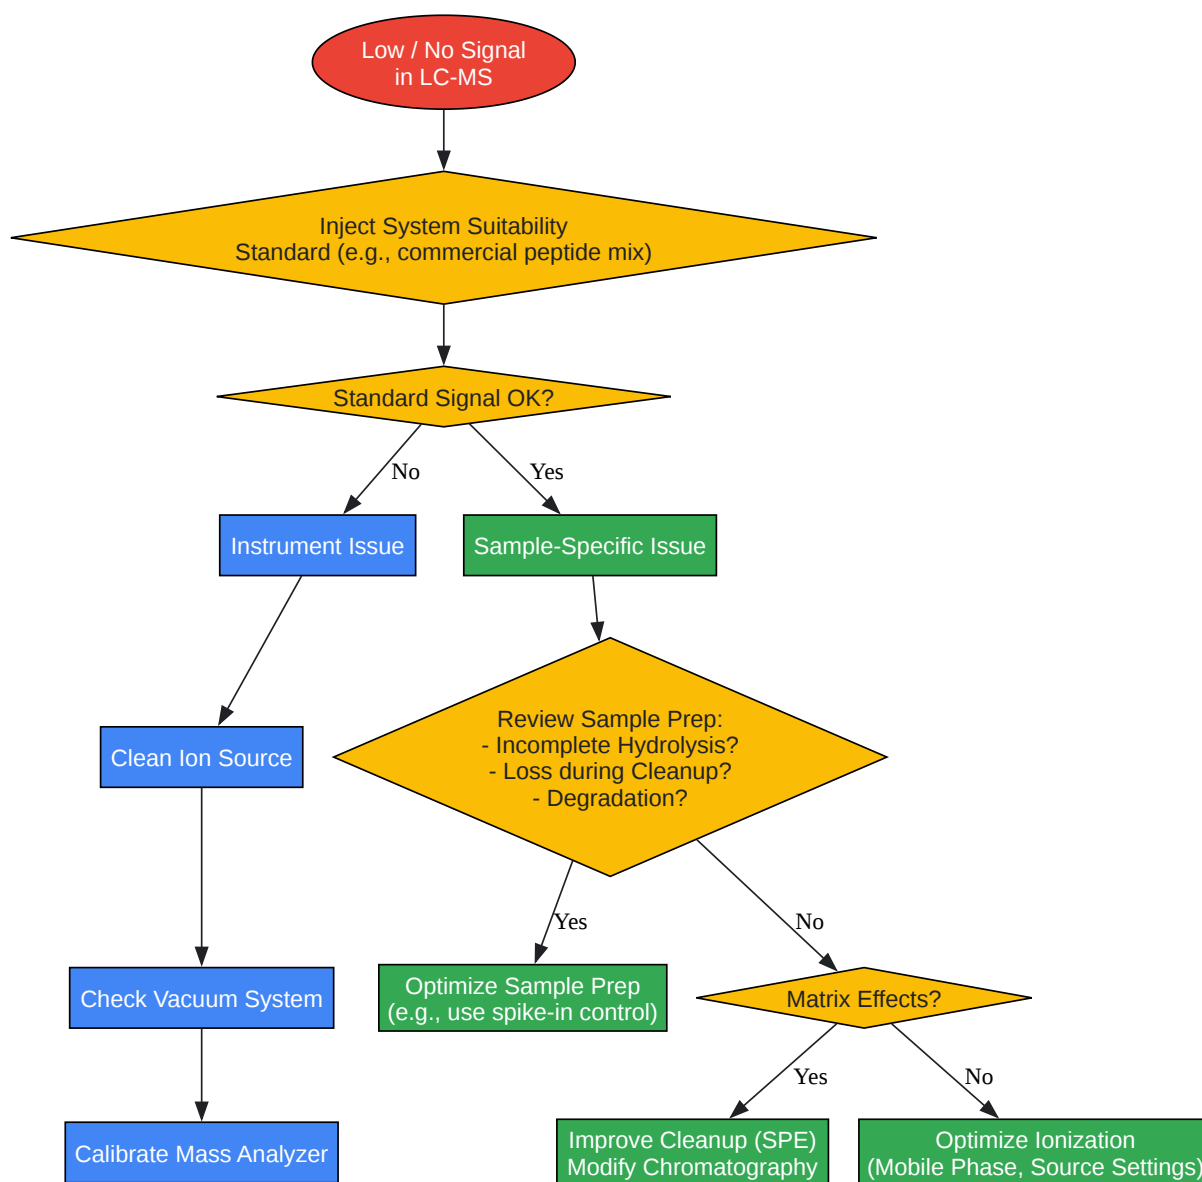 Low / No Signal
in LC-MS
Inject System Suitability
Standard (e.g., commercial peptide mix)
Standard Signal OK?
No
Yes
Instrument Issue
Sample-Specific Issue
Review Sample Prep:
- Incomplete Hydrolysis?
- Loss during Cleanup?
- Degradation?
Clean Ion Source
Yes
No
Optimize Sample Prep
(e.g., use spike-in control)
Check Vacuum System
Matrix Effects?
Yes
No
Calibrate Mass Analyzer
Improve Cleanup (SPE)
Modify Chromatography
Optimize Ionization
(Mobile Phase, Source Settings)